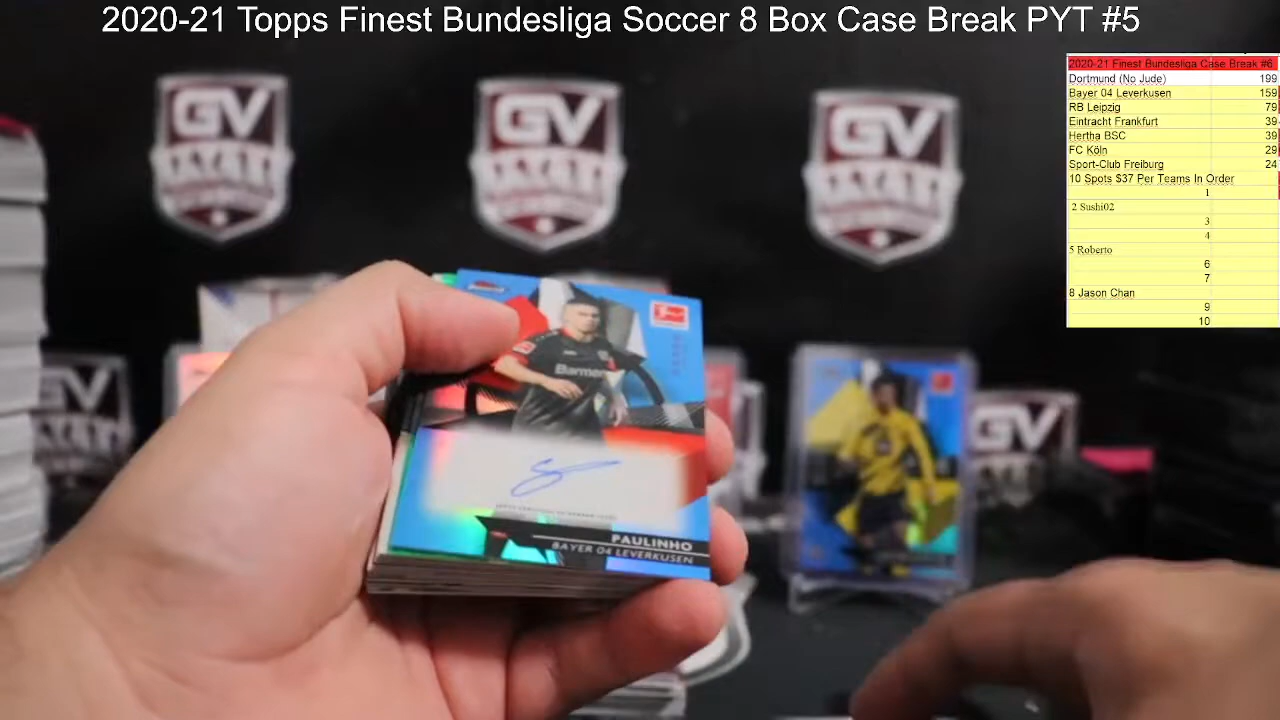 2020-21 Topps Finest Bundesliga Soccer 8 Box Case Break PYT #5
2020-21 Finest Bundesliga Case Break #6
Dortmund (No Jude) 199
Bayer 04 Leverkusen 159
RB Leipzig 79
Eintracht Frankfurt 39
Hertha BSC 39
FC Köln 29
Sport-Club Freiburg 24
10 Spots $37 Per Teams In Order
1
2 Sushi02
3
4
5 Roberto
6
7
8 Jason Chan
9
10
GV
GV
GV
Barmenia
PAULINHO
BAYER 04 LEVERKUSEN
GV
GV